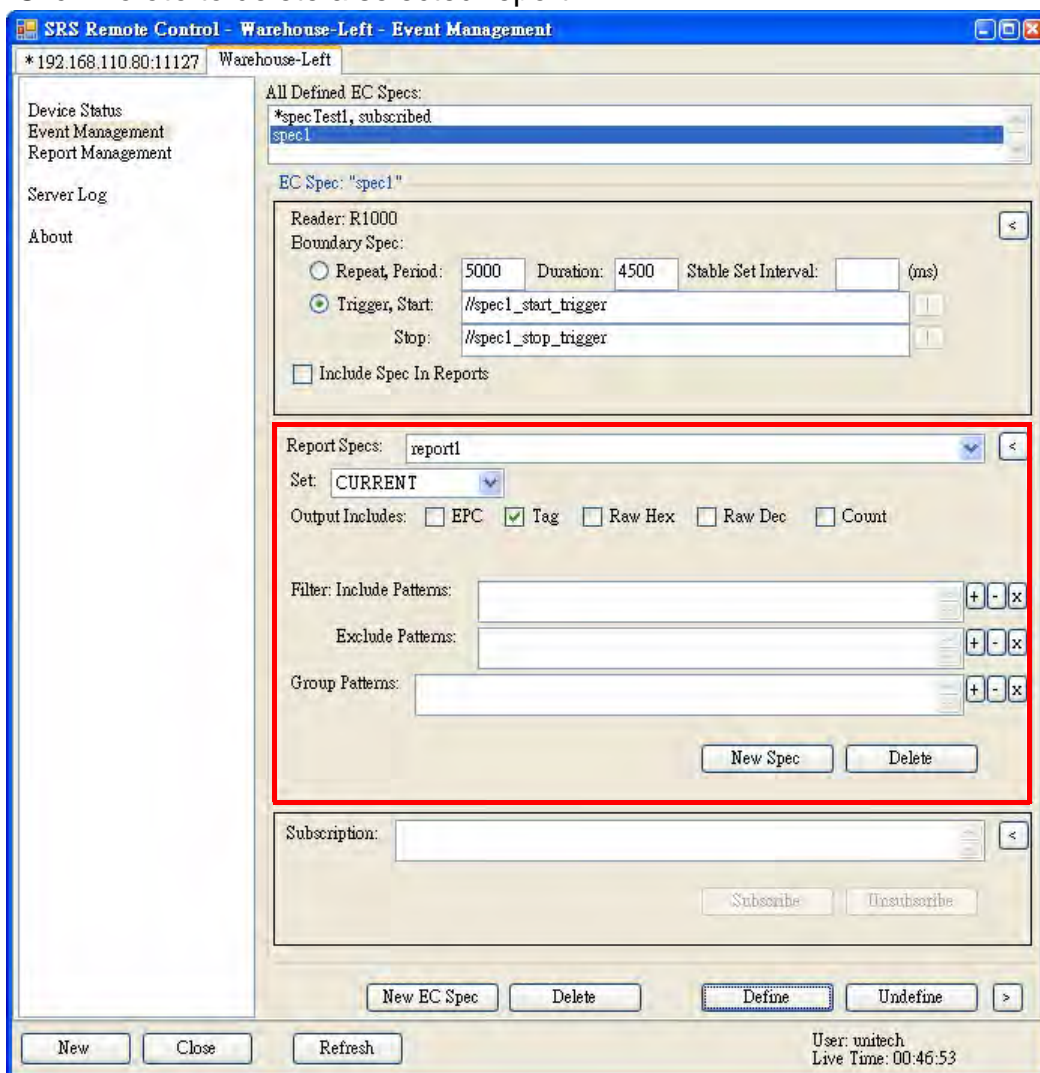 SRS Remote Control - Warehouse-Left - Event Management
* 192.168.110.80:11127 Warehouse-Left
Device Status
Event Management
Report Management
Server Log
About
All Defined EC Specs:
*specTest1, subscribed
spec1
EC Spec: "spec1"
Reader: R1000
Boundary Spec:
Repeat, Period: 5000 Duration: 4500 Stable Set Interval: (ms)
Trigger, Start: //spec1_start_trigger
Stop: //spec1_stop_trigger
Include Spec In Reports
<
Report Specs: report1 <
Set: CURRENT
Output Includes: EPC Tag Raw Hex Raw Dec Count
Filter: Include Patterns: + - x
Exclude Patterns: + - x
Group Patterns: + - x
New Spec Delete
Subscription: <
Subscribe Unsubscribe
New EC Spec Delete Define Undefine >
New Close Refresh
User: unitech
Live Time: 00:46:53